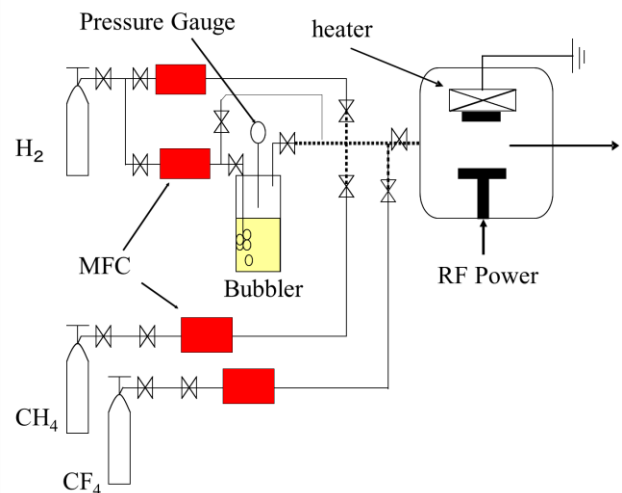 Pressure Gauge
heater
H₂
MFC
Bubbler
RF Power
CH₄
CF₄